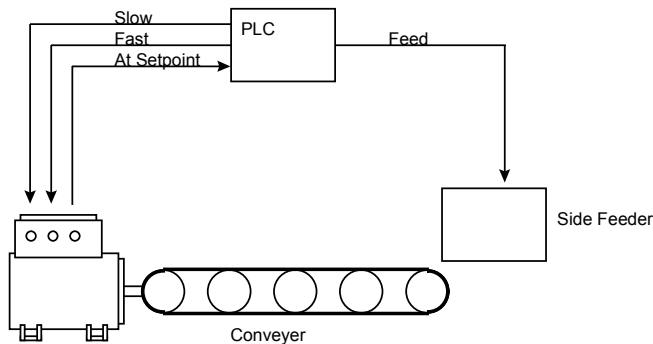 Slow
PLC
Fast
Feed
At Setpoint
Side Feeder
Conveyer